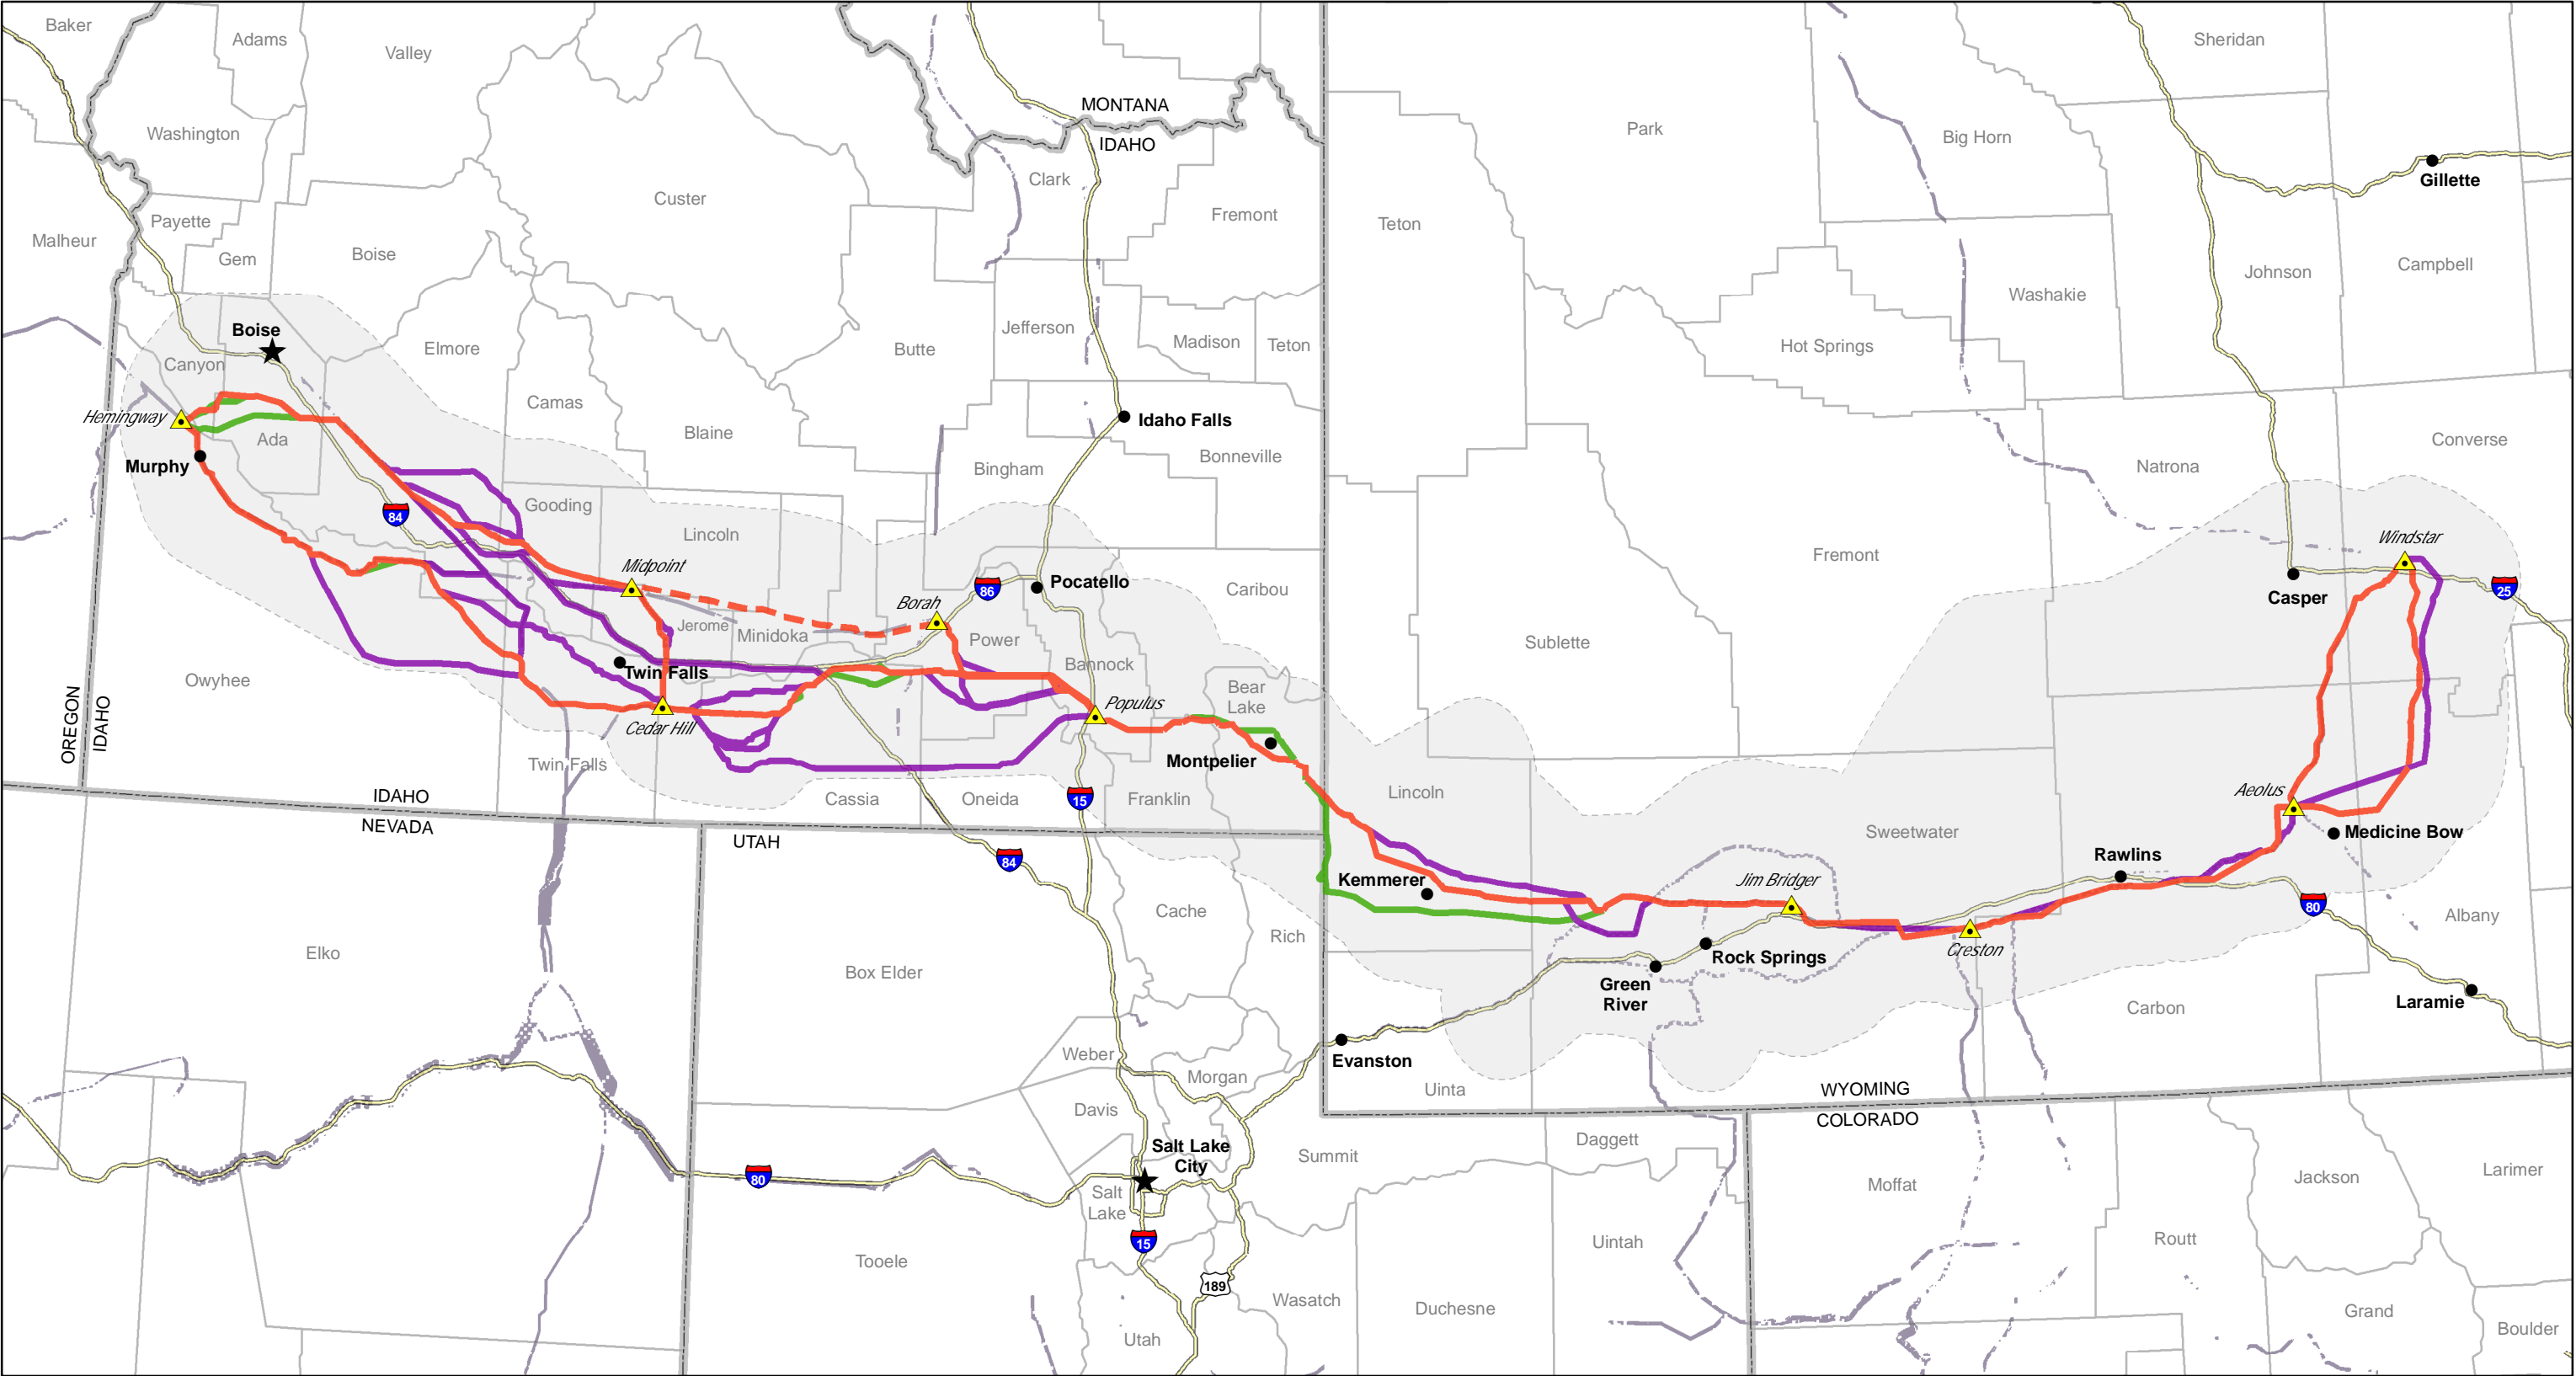 Baker
Adams
Valley
Sheridan
MONTANA
IDAHO
Washington
Park
Big Horn
Gillette
Clark
Custer
Payette
Fremont
Teton
Malheur
Gem
Boise
Johnson
Campbell
Washakie
Boise
Jefferson
Madison
Teton
Elmore
Butte
Hot Springs
Canyon
Camas
Idaho Falls
Hemingway
Ada
Blaine
Converse
Murphy
Bingham
Bonneville
Natrona
84
Gooding
Lincoln
Windstar
Midpoint
Fremont
86
Pocatello
Caribou
25
Casper
Borah
Jerome
Minidoka
Power
Sublette
Bannock
Twin Falls
Owyhee
Bear
Lake
Populus
OREGON
IDAHO
Cedar Hill
Montpelier
Twin Falls
IDAHO
NEVADA
Cassia
Oneida
15
Franklin
Lincoln
Aeolus
Sweetwater
Medicine Bow
UTAH
84
Rawlins
Kemmerer
Jim Bridger
80
Cache
Rich
Albany
Elko
Box Elder
Rock Springs
Creston
Green
River
Laramie
Carbon
Weber
Evanston
Morgan
Uinta
WYOMING
COLORADO
Davis
Salt Lake
City
Daggett
Summit
80
Salt
Lake
Moffat
Jackson
Larimer
15
Uintah
Routt
Tooele
189
Wasatch
Duchesne
Grand
Utah
Boulder